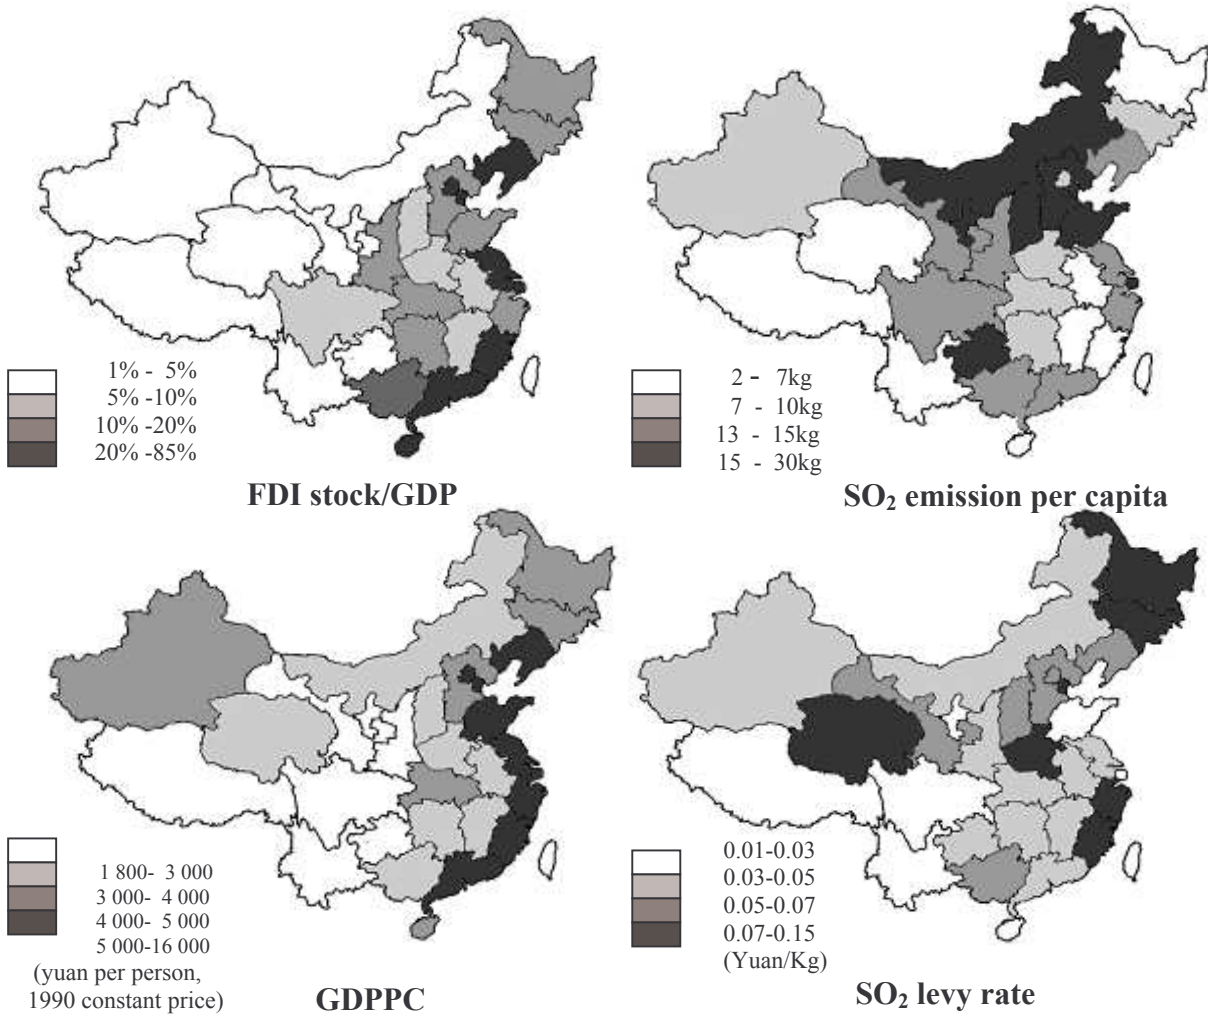 1% - 5%
5% -10%
10% -20%
20% -85%
FDI stock/GDP
2 - 7kg
7 - 10kg
13 - 15kg
15 - 30kg
SO₂ emission per capita
1 800- 3 000
3 000- 4 000
4 000- 5 000
5 000-16 000
(yuan per person,
1990 constant price)
GDPPC
0.01-0.03
0.03-0.05
0.05-0.07
0.07-0.15
(Yuan/Kg)
SO₂ levy rate